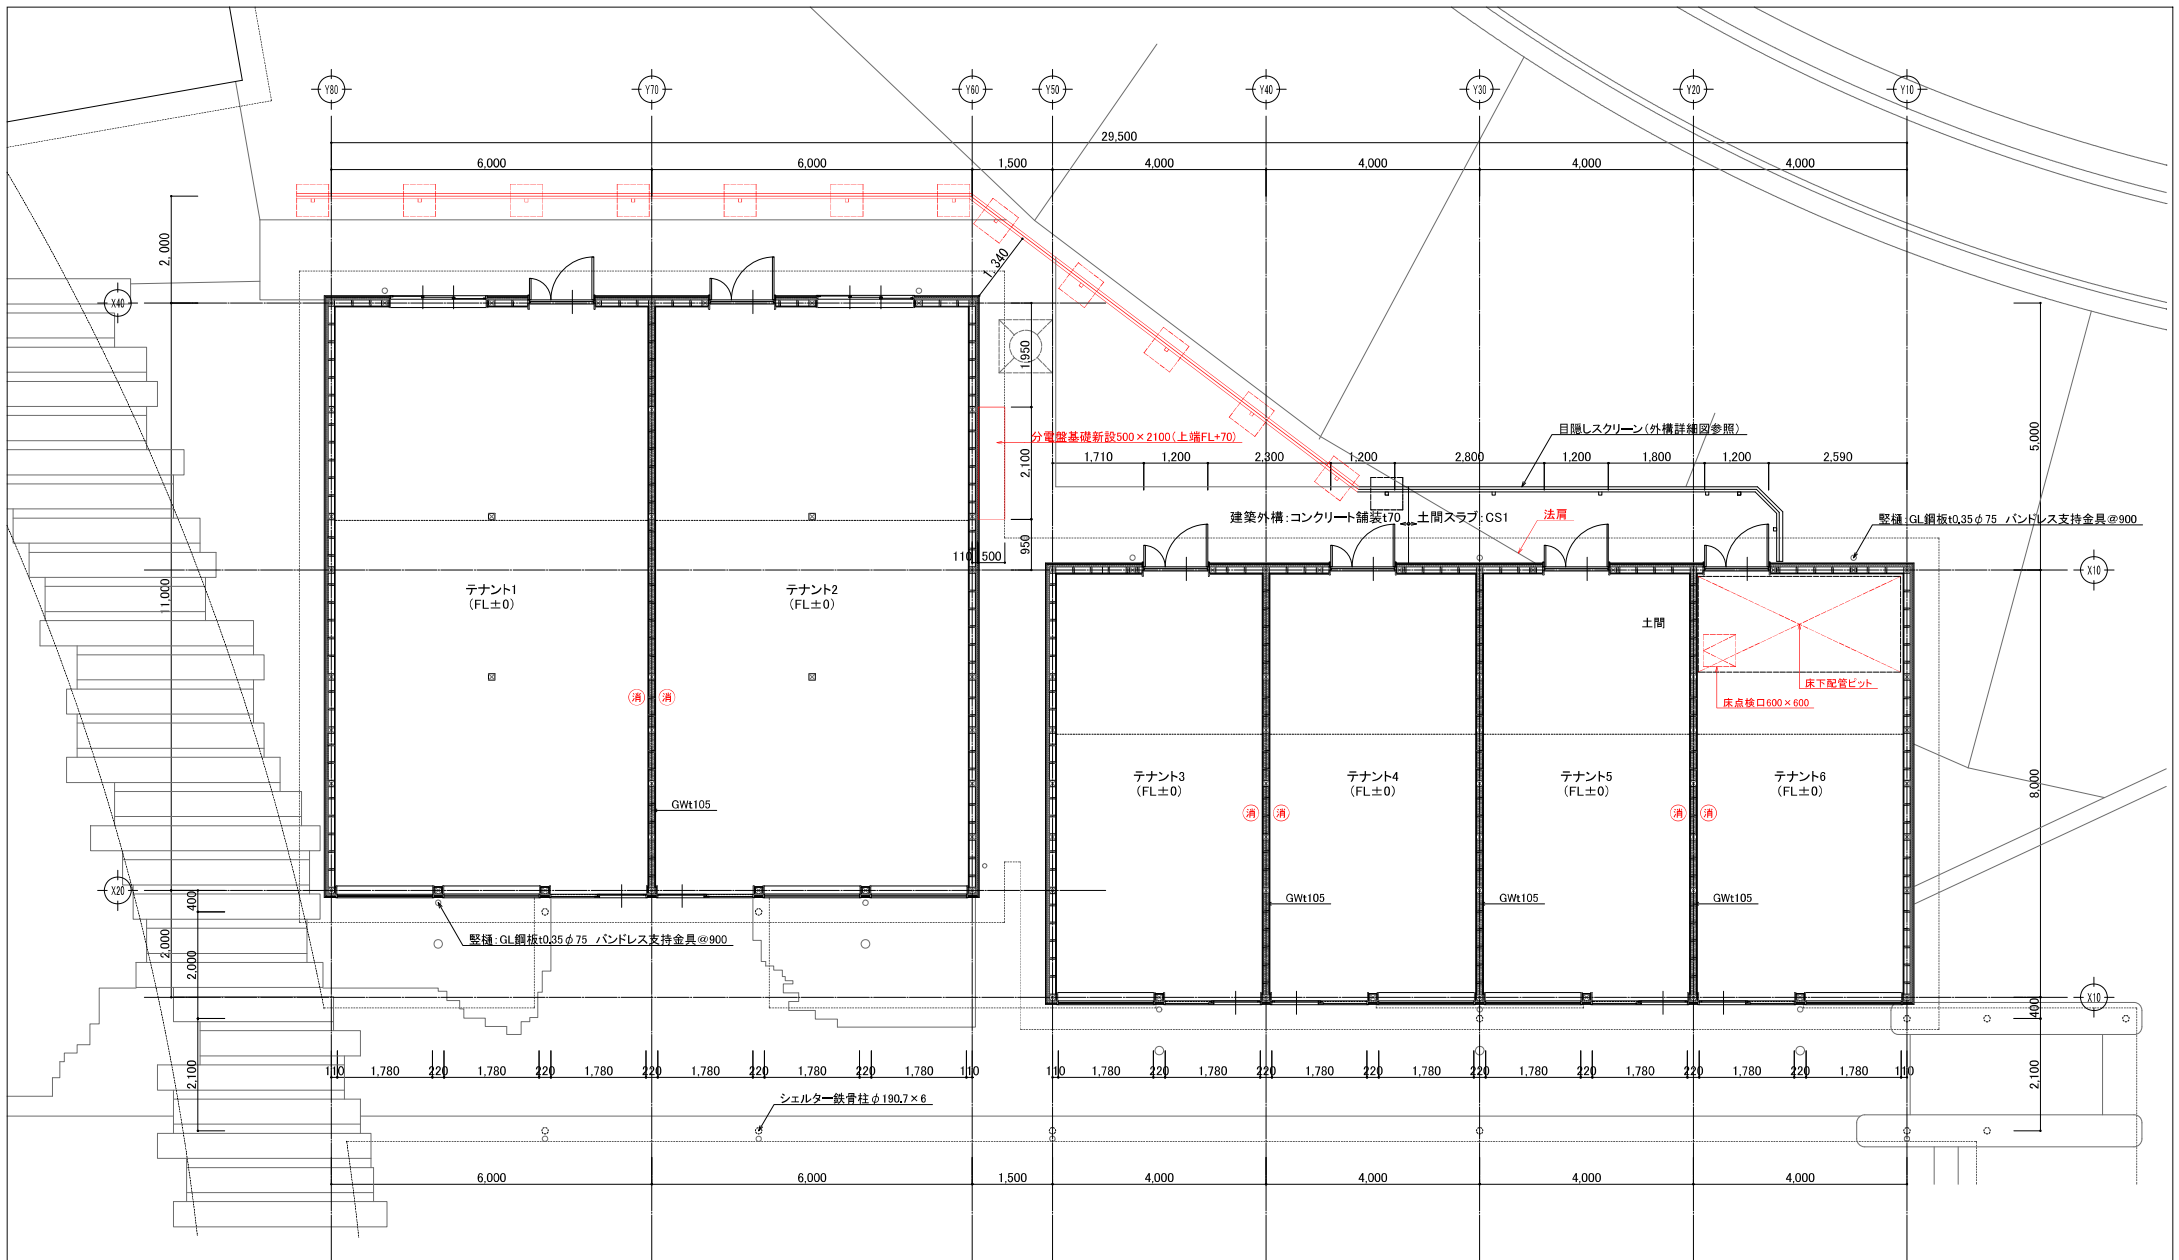 Y80
Y70
Y60
Y50
Y40
Y30
Y20
Y10
29,500
6,000
6,000
1,500
4,000
4,000
4,000
4,000
2,000
1,340
X40
1,950
分電盤基礎新設500×2100(上端FL+70)
2,100
目隠しスクリーン(外構詳細図参照)
5,000
1,710
1,200
2,300
1,200
2,800
1,200
1,800
1,200
2,590
建築外構:コンクリート舗装t70
土間スラブ:CS1
法肩
竪樋:GL鋼板t0.35φ75 バンドレス支持金具@900
950
110
500
X10
11,000
テナント1
(FL±0)
テナント2
(FL±0)
土間
床下配管ピット
床点検口600×600
消
消
テナント3
(FL±0)
テナント4
(FL±0)
テナント5
(FL±0)
テナント6
(FL±0)
8,000
GWt105
消
消
消
消
X20
400
GWt105
GWt105
GWt105
竪樋:GL鋼板t0.35φ75 バンドレス支持金具@900
2,000
2,000
X10
400
2,100
2,100
110
1,780
220
1,780
220
1,780
220
1,780
220
1,780
220
1,780
110
110
1,780
220
1,780
220
1,780
220
1,780
220
1,780
220
1,780
220
1,780
220
1,780
110
シェルター鉄骨柱φ190.7×6
6,000
6,000
1,500
4,000
4,000
4,000
4,000